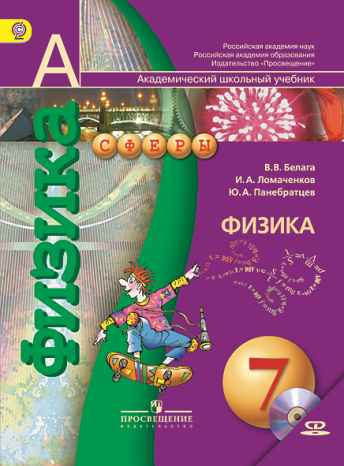 Российская академия наук
Российская академия образования
Издательство «Просвещение»
А
Академический школьный учебник
СФЕРЫ
физика
В.В. Белага
И.А. Ломаченков
Ю.А. Панебратцев
ФИЗИКА
7
ПРОСВЕЩЕНИЕ
ИЗДАТЕЛЬСТВО